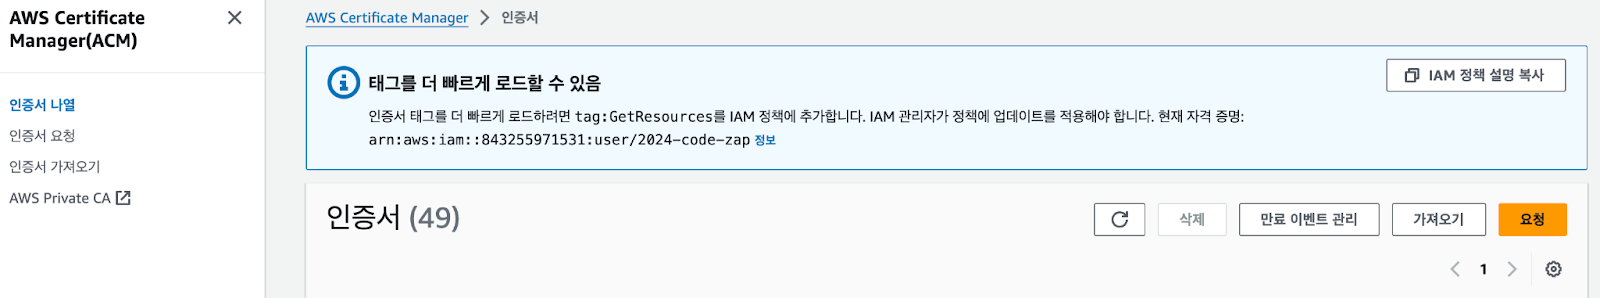 AWS Certificate
Manager(ACM)
인증서 나열
인증서 요청
인증서 가져오기
AWS Private CA
AWS Certificate Manager > 인증서
태그를 더 빠르게 로드할 수 있음
IAM 정책 설명 복사
인증서 태그를 더 빠르게 로드하려면 tag:GetResources를 IAM 정책에 추가합니다. IAM 관리자가 정책에 업데이트를 적용해야 합니다. 현재 자격 증명:
arn:aws:iam::843255971531:user/2024-code-zap 정보
인증서 (49)
삭제 만료 이벤트 관리 가져오기 요청
< 1 >